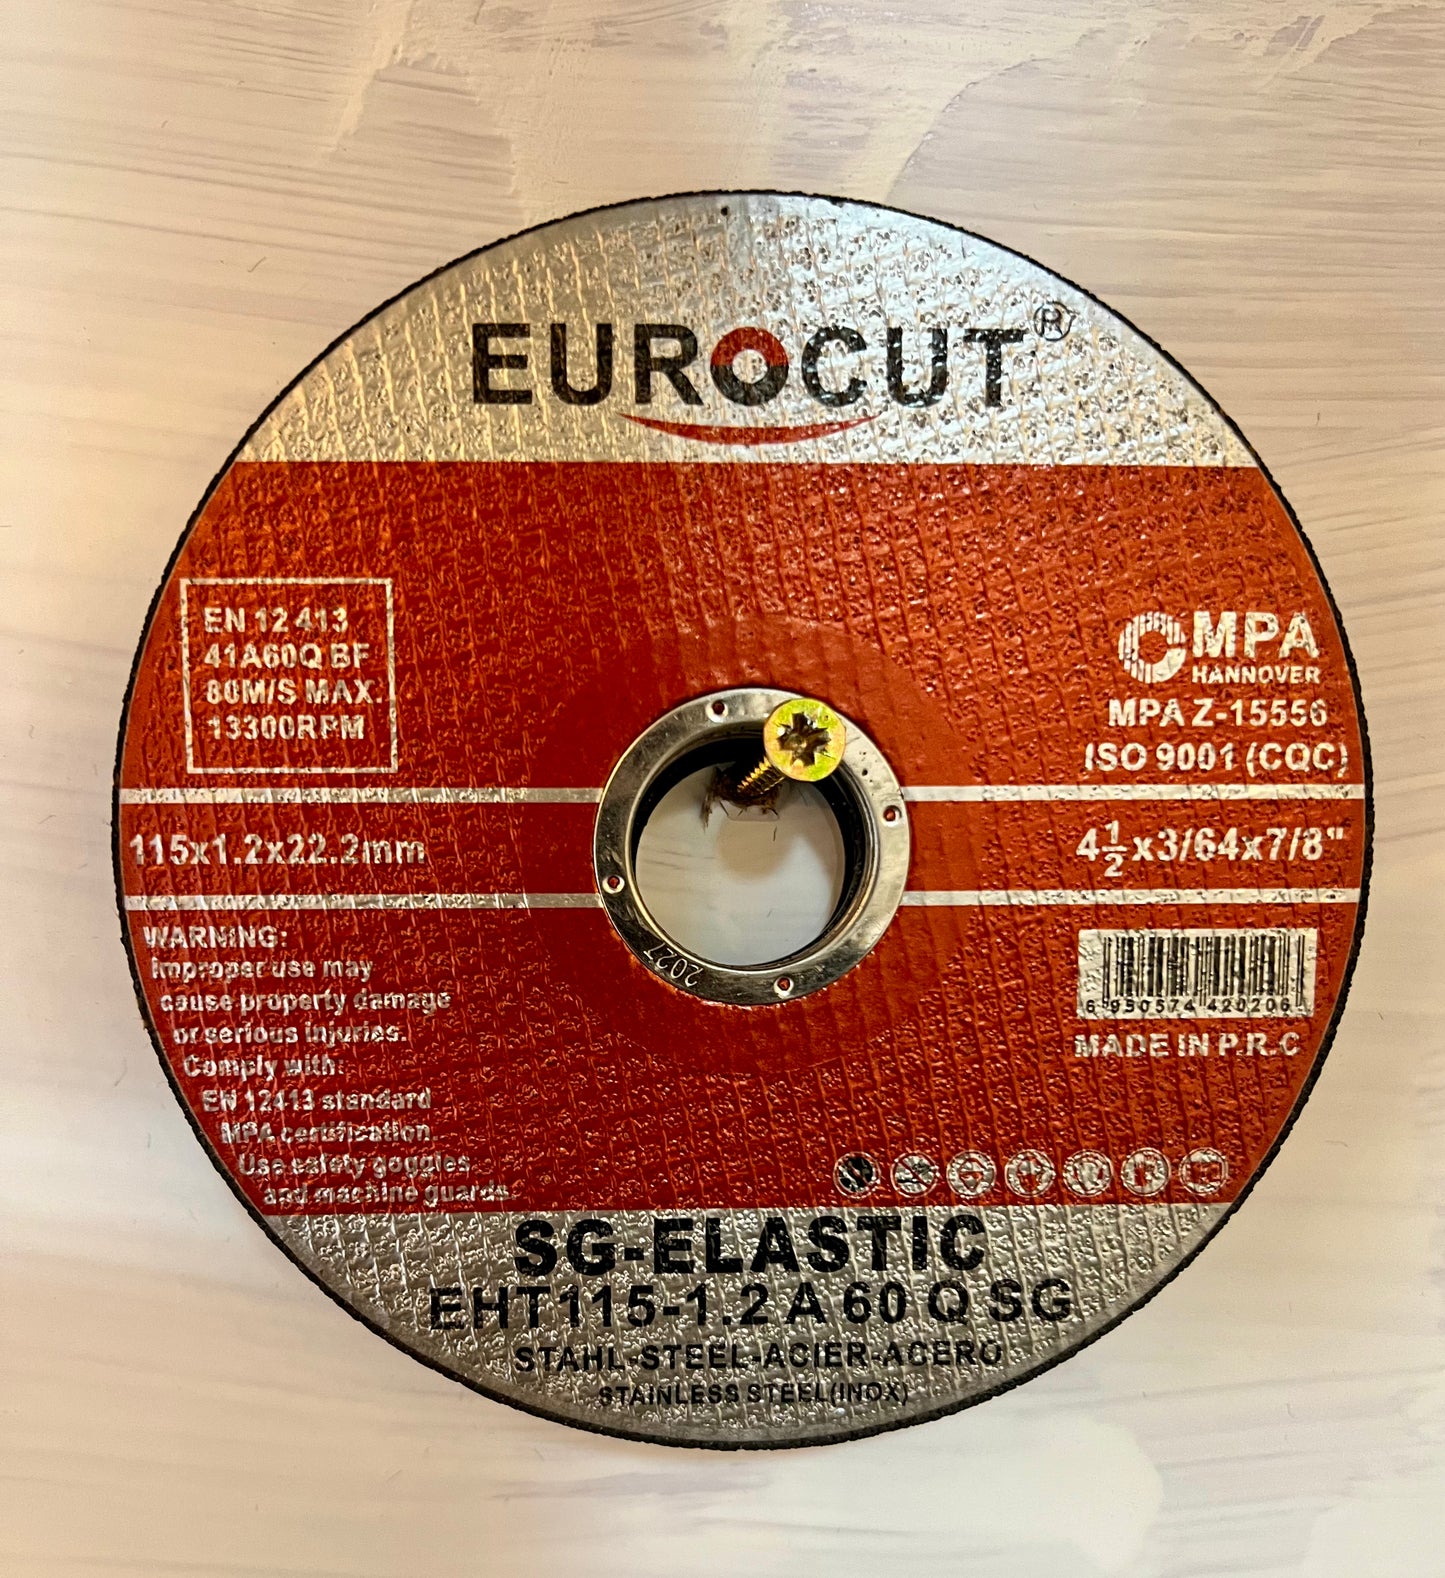 EUROCUT®
EN 12413
41A60Q BF
80M/S MAX.
13300RPM
MPA
HANNOVER
MPA Z-15556
ISO 9001 (CQC)
115x1.2x22.2mm
4½x3/64x7/8"
2027
WARNING:
Improper use may
cause property damage
or serious injuries.
Comply with:
EN 12413 standard
MPA certification.
Use safety goggles
and machine guards.
6 950574 420206
MADE IN P.R.C
SG-ELASTIC
EHT115-1.2 A 60 Q SG
STAHL-STEEL-ACIER-ACERO
STAINLESS STEEL(INOX)